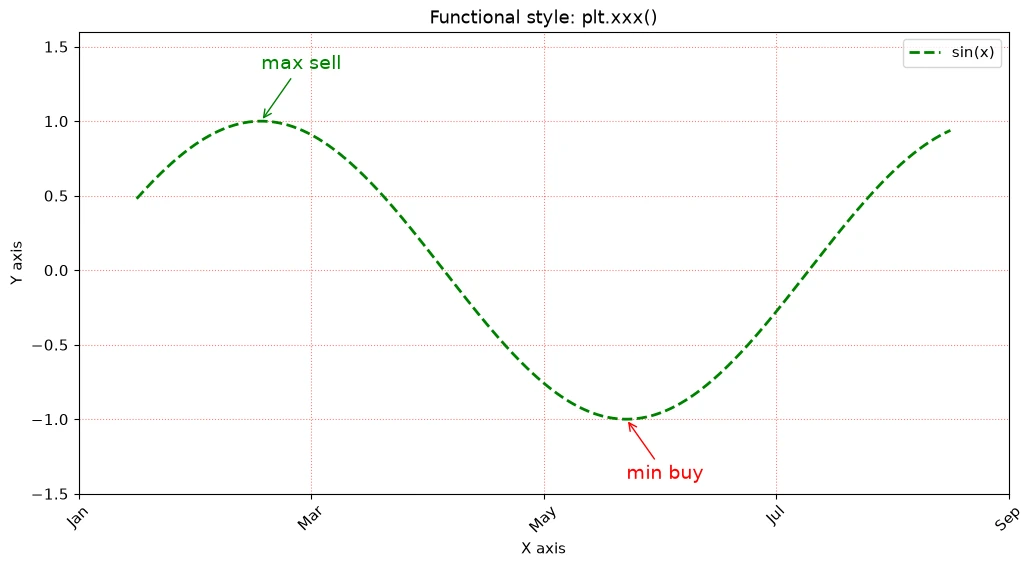 Functional style: plt.xxx()
sin(x)
max sell
min buy
Y axis
1.5
1.0
0.5
0.0
−0.5
−1.0
−1.5
Jan
Mar
May
Jul
Sep
X axis